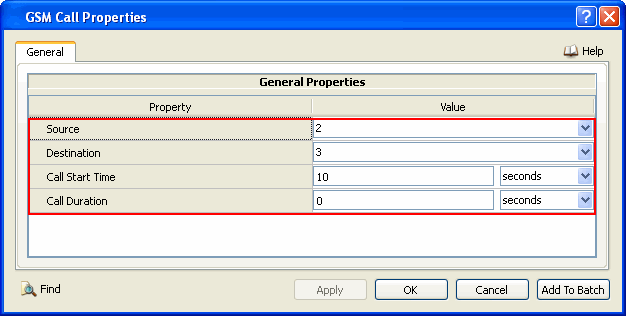 GSM Call Properties
General
Help
General Properties
Property Value
Source 2
Destination 3
Call Start Time 10 seconds
Call Duration 0 seconds
Find Apply OK Cancel Add To Batch